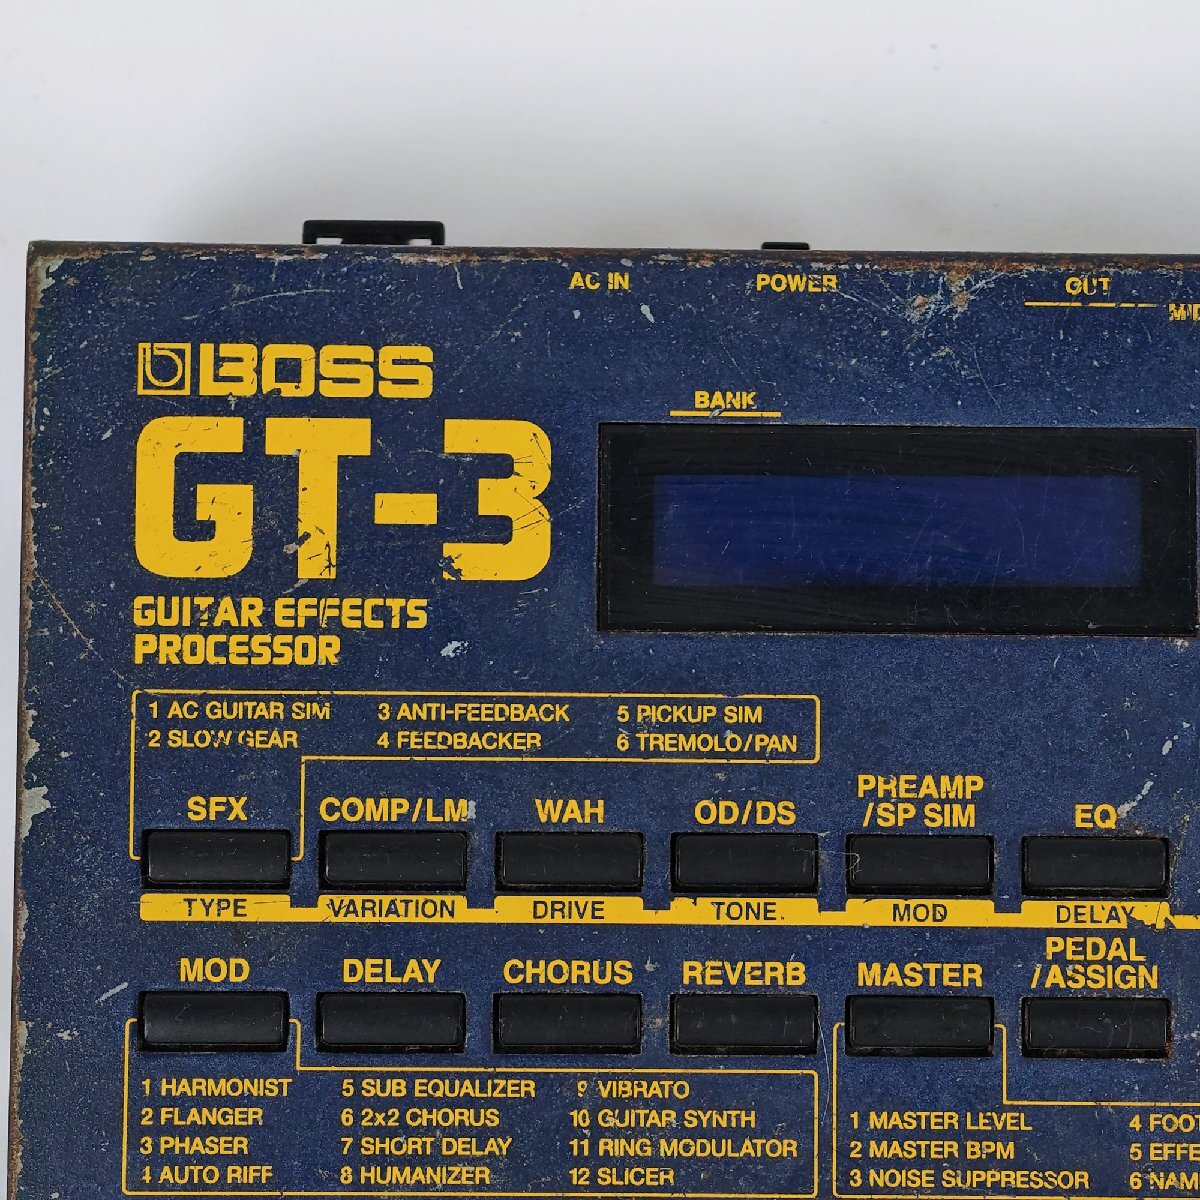 AC IN
POWER
OUT
BOSS
BANK
GT-3
GUITAR EFFECTS
PROCESSOR
1 AC GUITAR SIM 3 ANTI-FEEDBACK 5 PICKUP SIM
2 SLOW GEAR 4 FEEDBACKER 6 TREMOLO/PAN
SFX COMP/LM WAH OD/DS PREAMP
/SP SIM EQ
TYPE VARIATION DRIVE TONE MOD DELAY
MOD DELAY CHORUS REVERB MASTER PEDAL
/ASSIGN
1 HARMONIST 5 SUB EQUALIZER 9 VIBRATO
2 FLANGER 6 2x2 CHORUS 10 GUITAR SYNTH
3 PHASER 7 SHORT DELAY 11 RING MODULATOR
4 AUTO RIFF 8 HUMANIZER 12 SLICER
1 MASTER LEVEL 4
2 MASTER BPM 5
3 NOISE SUPPRESSOR 6